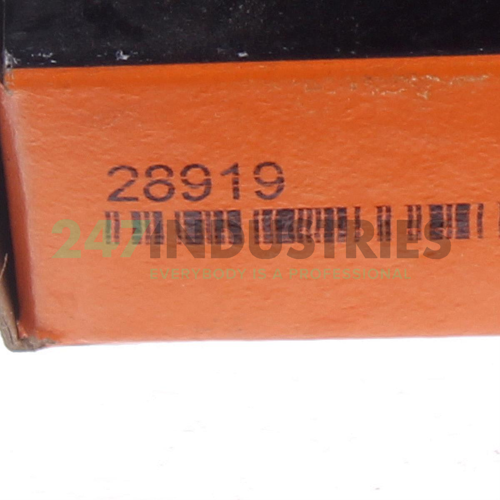 28919
247INDUSTRIES
EVERYBODY IS A PROFESSIONAL